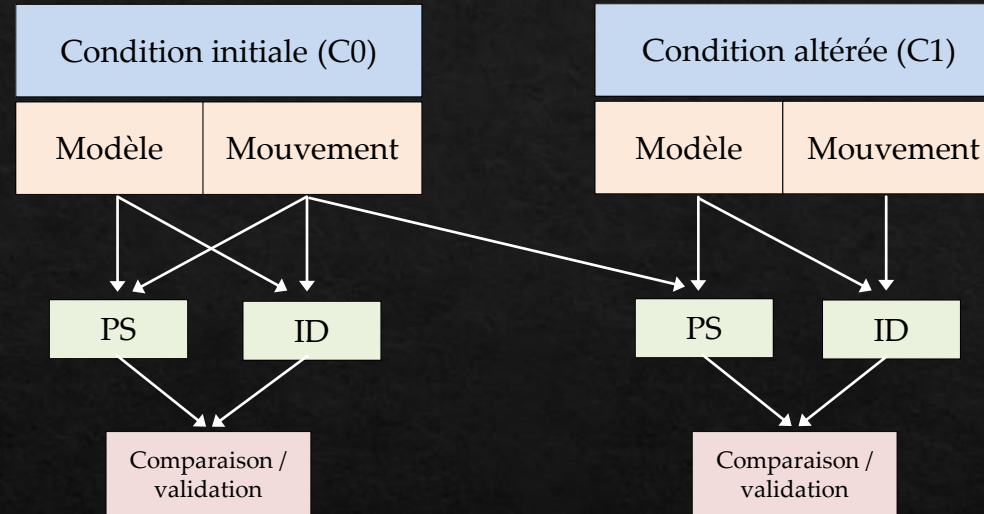 Condition initiale (C0)
Modèle
Mouvement
PS
ID
Comparaison /
validation
Condition altérée (C1)
Modèle
Mouvement
PS
ID
Comparaison /
validation